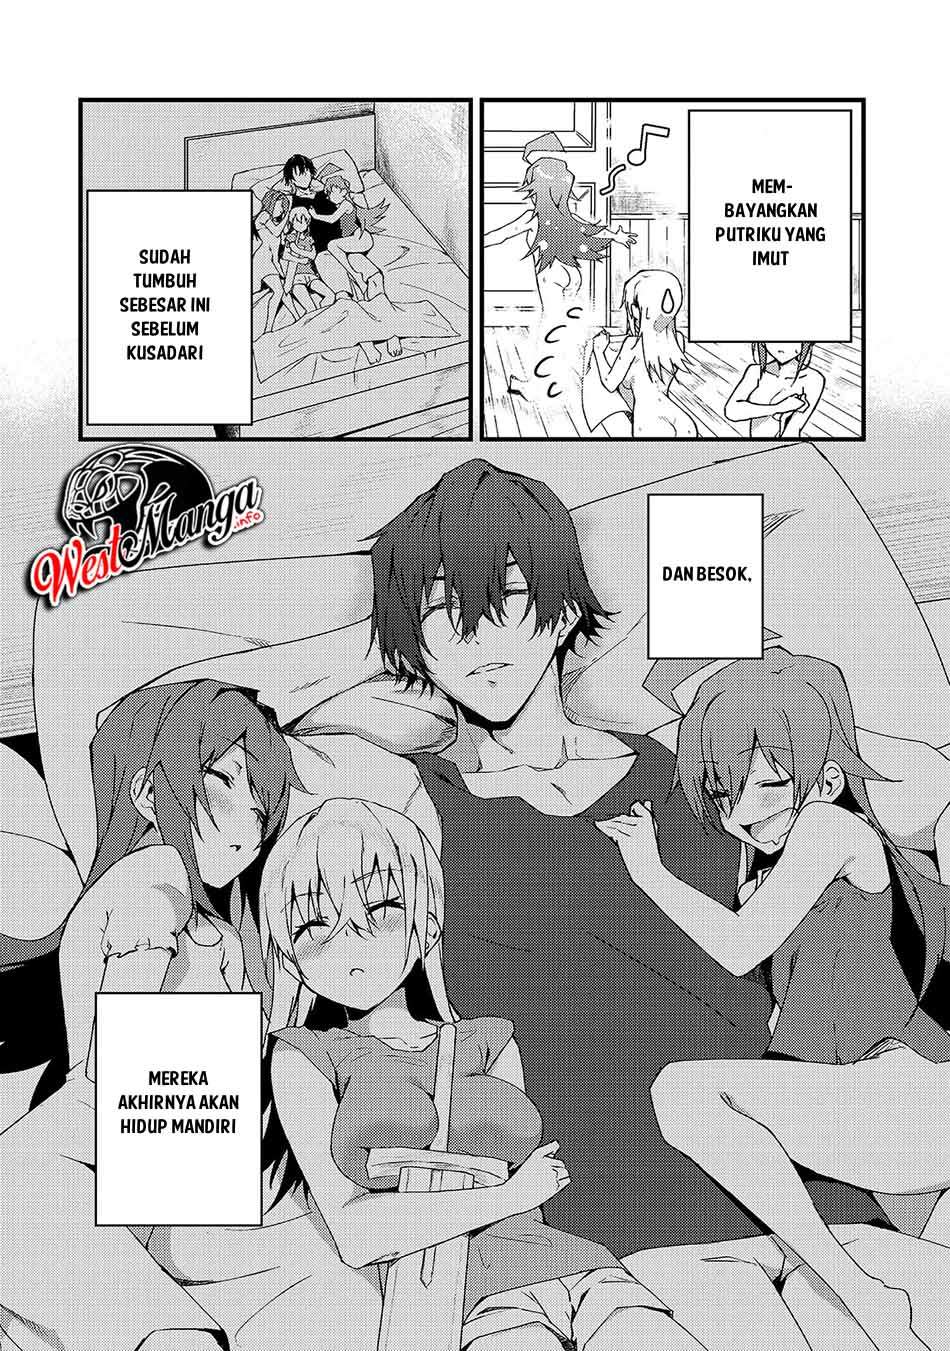 MEM-
BAYANGKAN
PUTRIKU YANG
IMUT
SUDAH
TUMBUH
SEBESAR INI
SEBELUM
KUSADARI
WestManga
.info
DAN BESOK,
MEREKA
AKHIRNYA AKAN
HIDUP MANDIRI